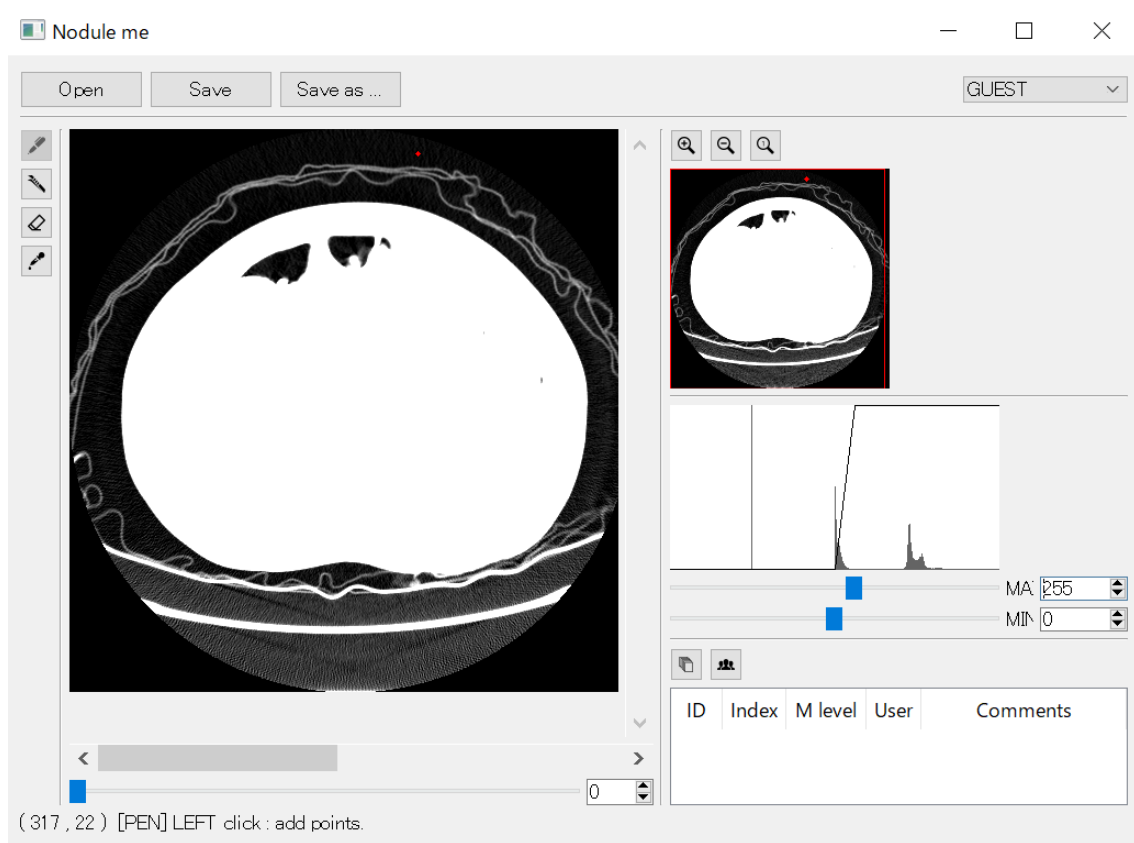 Nodule me
Open Save Save as ... GUEST
MA 255
MIN 0
ID Index M level User Comments
0
( 317 , 22 ) [PEN] LEFT click : add points.